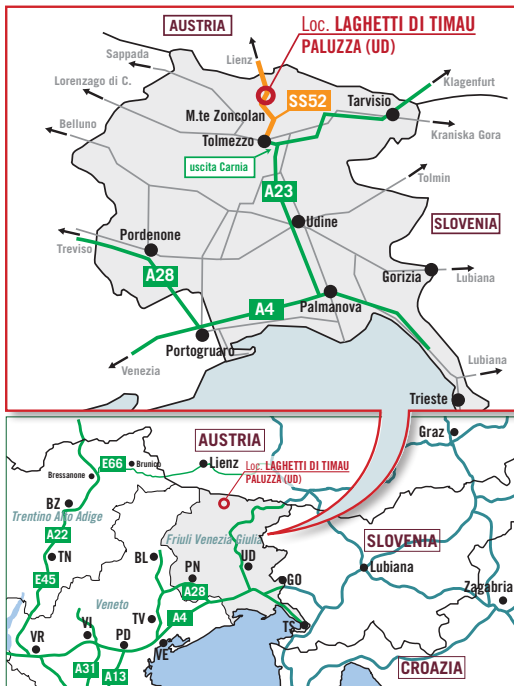 AUSTRIA
Loc. LAGHETTI DI TIMAU
PALUZZA (UD)
Lienz
Sappada
Lorenzago di C.
Klagenfurt
M.te Zoncolan
SS52
Tarvisio
Belluno
Tolmezzo
Kraniska Gora
uscita Carnia
A23
Tolmin
Udine
SLOVENIA
Pordenone
Treviso
A28
Gorizia
Lubiana
Palmanova
A4
Portogruaro
Venezia
Lubiana
Trieste
AUSTRIA
Graz
E66
Brunico
Lienz
Bressanone
Loc. LAGHETTI DI TIMAU
PALUZZA (UD)
BZ
Trentino Alto Adige
A22
Friuli Venezia Giulia
SLOVENIA
TN
BL
UD
PN
Lubiana
E45
GO
A28
Veneto
Zagabria
TV
A4
VI
TS
VR
PD
VE
A31
A13
CROAZIA